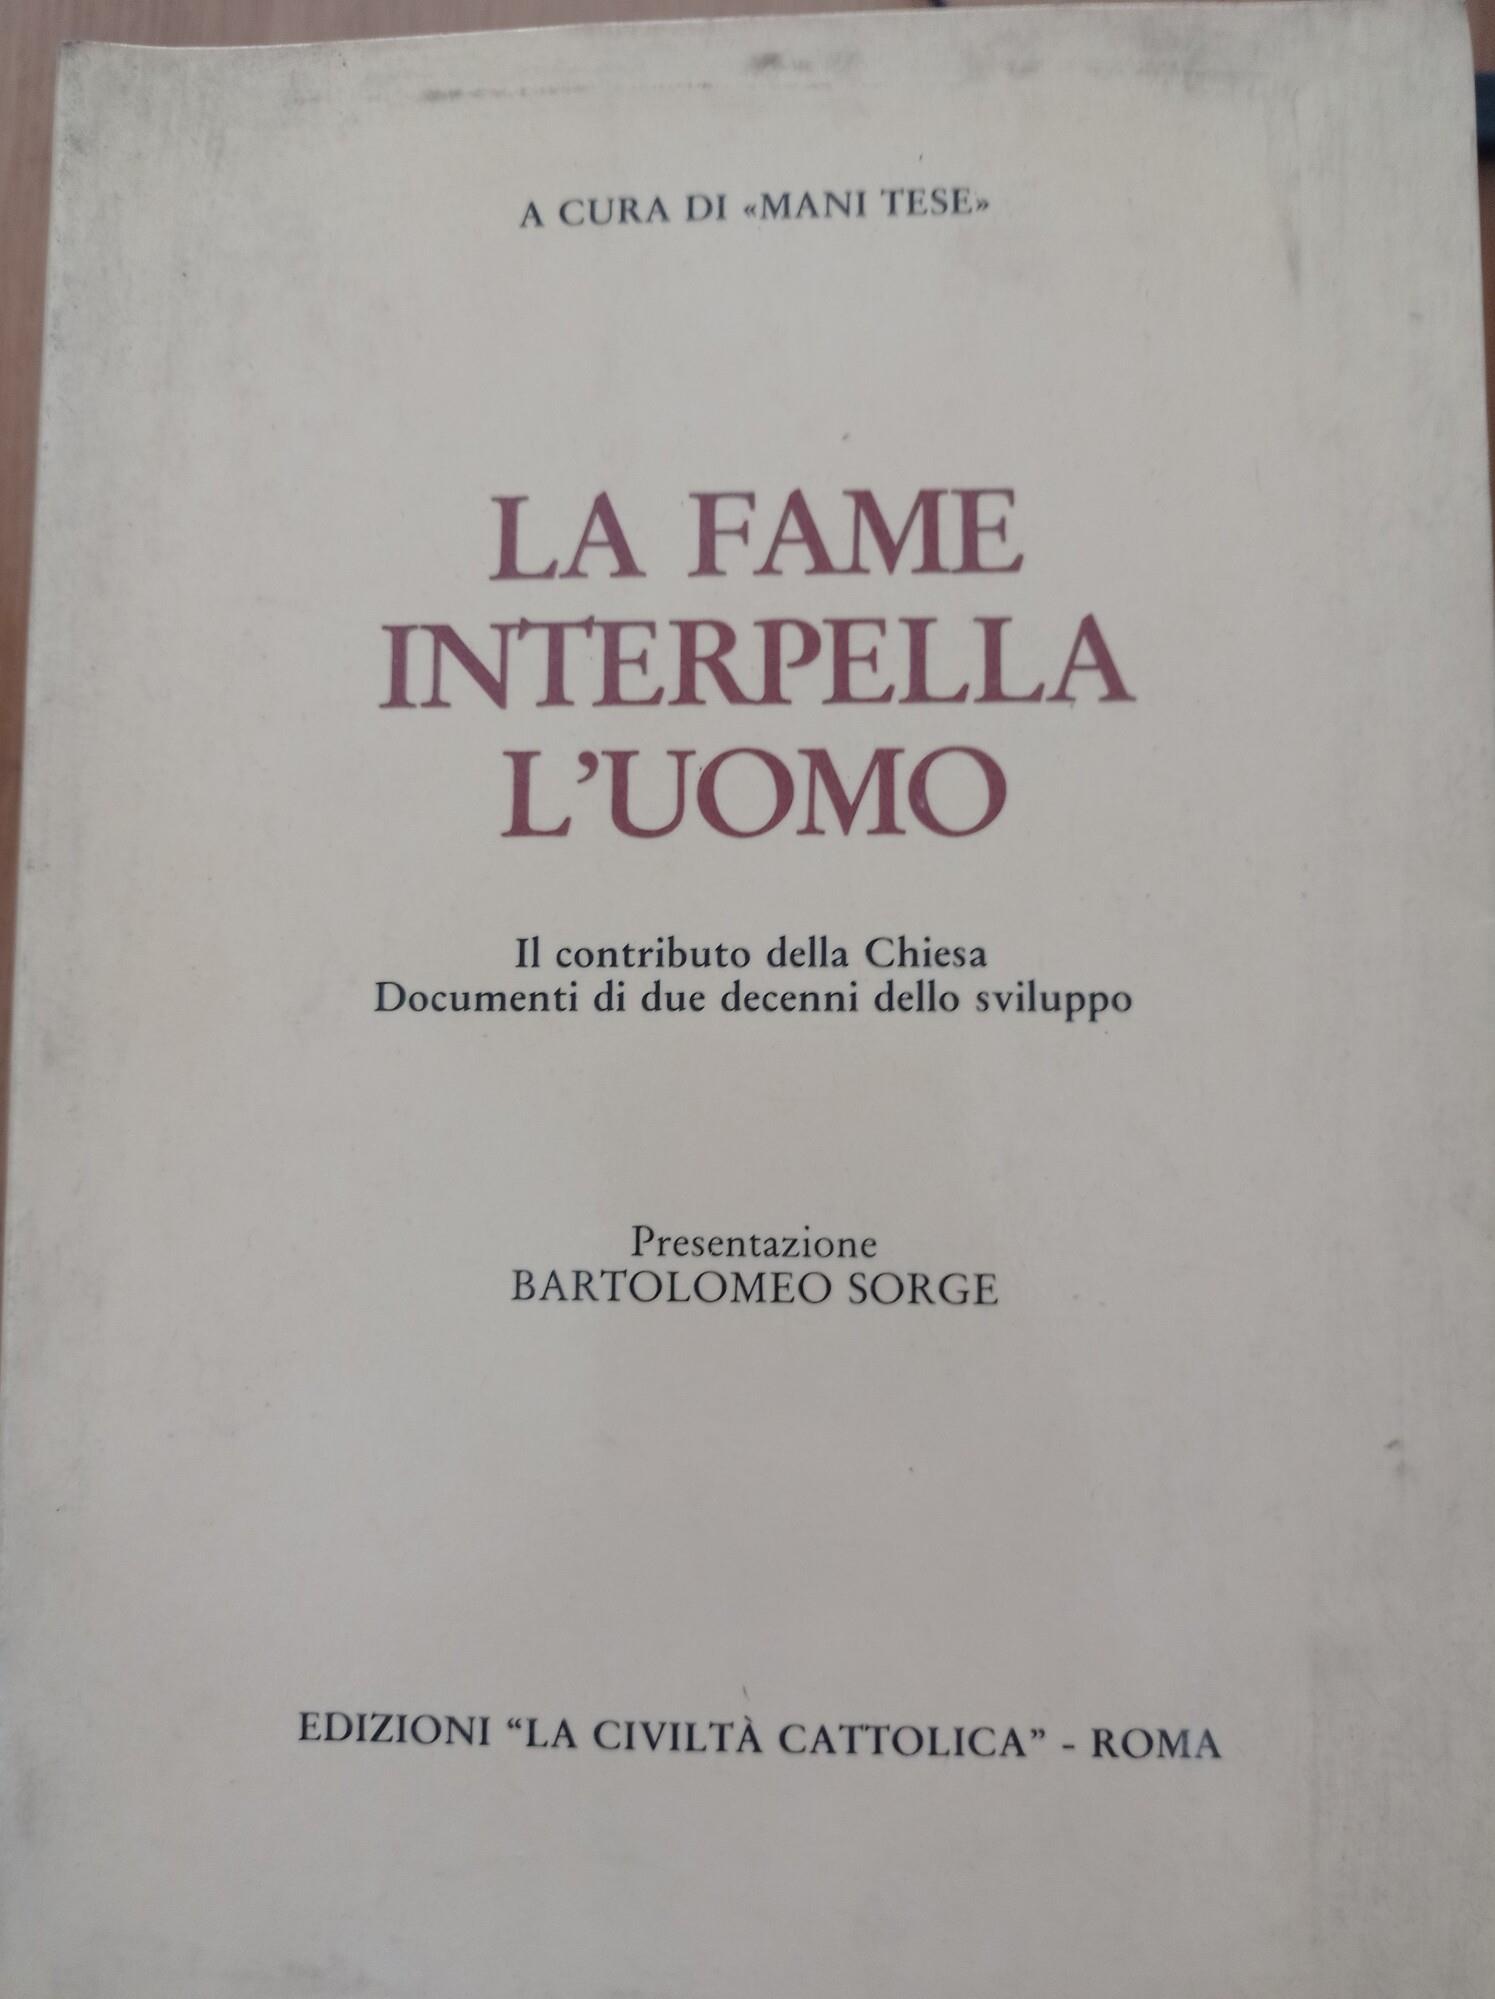 A CURA DI «MANI TESE»
LA FAME
INTERPELLA
L’UOMO
Il contributo della Chiesa
Documenti di due decenni dello sviluppo
Presentazione
BARTOLOMEO SORGE
EDIZIONI “LA CIVILTÀ CATTOLICA” - ROMA